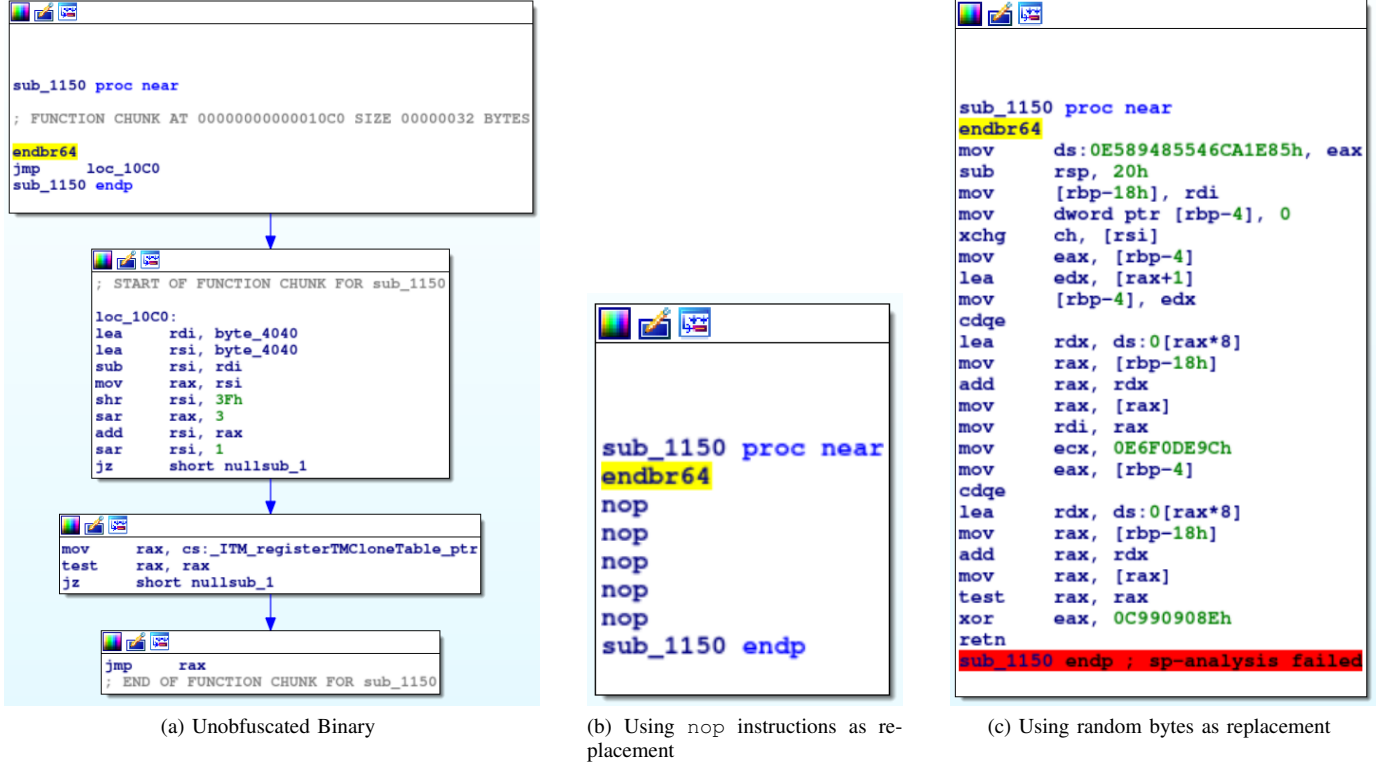 sub_1150 proc near
; FUNCTION CHUNK AT 00000000000010C0 SIZE 00000032 BYTES
endbr64
jmp loc_10C0
sub_1150 endp
; START OF FUNCTION CHUNK FOR sub_1150
loc_10C0:
lea rdi, byte_4040
lea rsi, byte_4040
sub rsi, rdi
mov rax, rsi
shr rsi, 3Fh
sar rax, 3
add rsi, rax
sar rsi, 1
jz short nullsub_1
mov rax, cs:_ITM_registerTMCloneTable_ptr
test rax, rax
jz short nullsub_1
jmp rax
; END OF FUNCTION CHUNK FOR sub_1150
(a) Unobfuscated Binary
sub_1150 proc near
endbr64
nop
nop
nop
nop
nop
sub_1150 endp
(b) Using nop instructions as re-
placement
sub_1150 proc near
endbr64
mov ds:0E589485546CA1E85h, eax
sub rsp, 20h
mov [rbp-18h], rdi
mov dword ptr [rbp-4], 0
xchg ch, [rsi]
mov eax, [rbp-4]
lea edx, [rax+1]
mov [rbp-4], edx
cdqe
lea rdx, ds:0[rax*8]
mov rax, [rbp-18h]
add rax, rdx
mov rax, [rax]
mov rdi, rax
mov ecx, 0E6F0DE9Ch
mov eax, [rbp-4]
cdqe
lea rdx, ds:0[rax*8]
mov rax, [rbp-18h]
add rax, rdx
mov rax, [rax]
test rax, rax
xor eax, 0C990908Eh
retn
sub_1150 endp ; sp-analysis failed
(c) Using random bytes as replacement